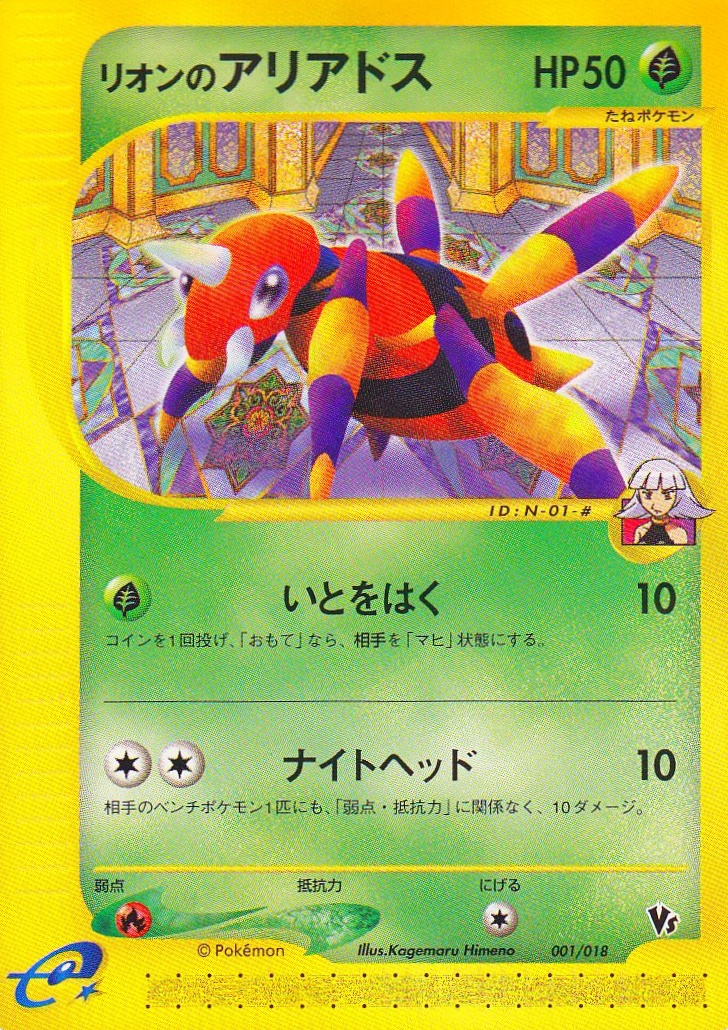 リオンのアリアドス HP50
たねポケモン
ID:N-01-#
いとをはく 10
コインを1回投げ、「おもて」なら、相手を「マヒ」状態にする。
ナイトヘッド 10
相手のベンチポケモン1匹にも、「弱点・抵抗力」に関係なく、10ダメージ。
弱点 抵抗力 にげる
Vs
©Pokémon Illus.Kagemaru Himeno 001/018
e